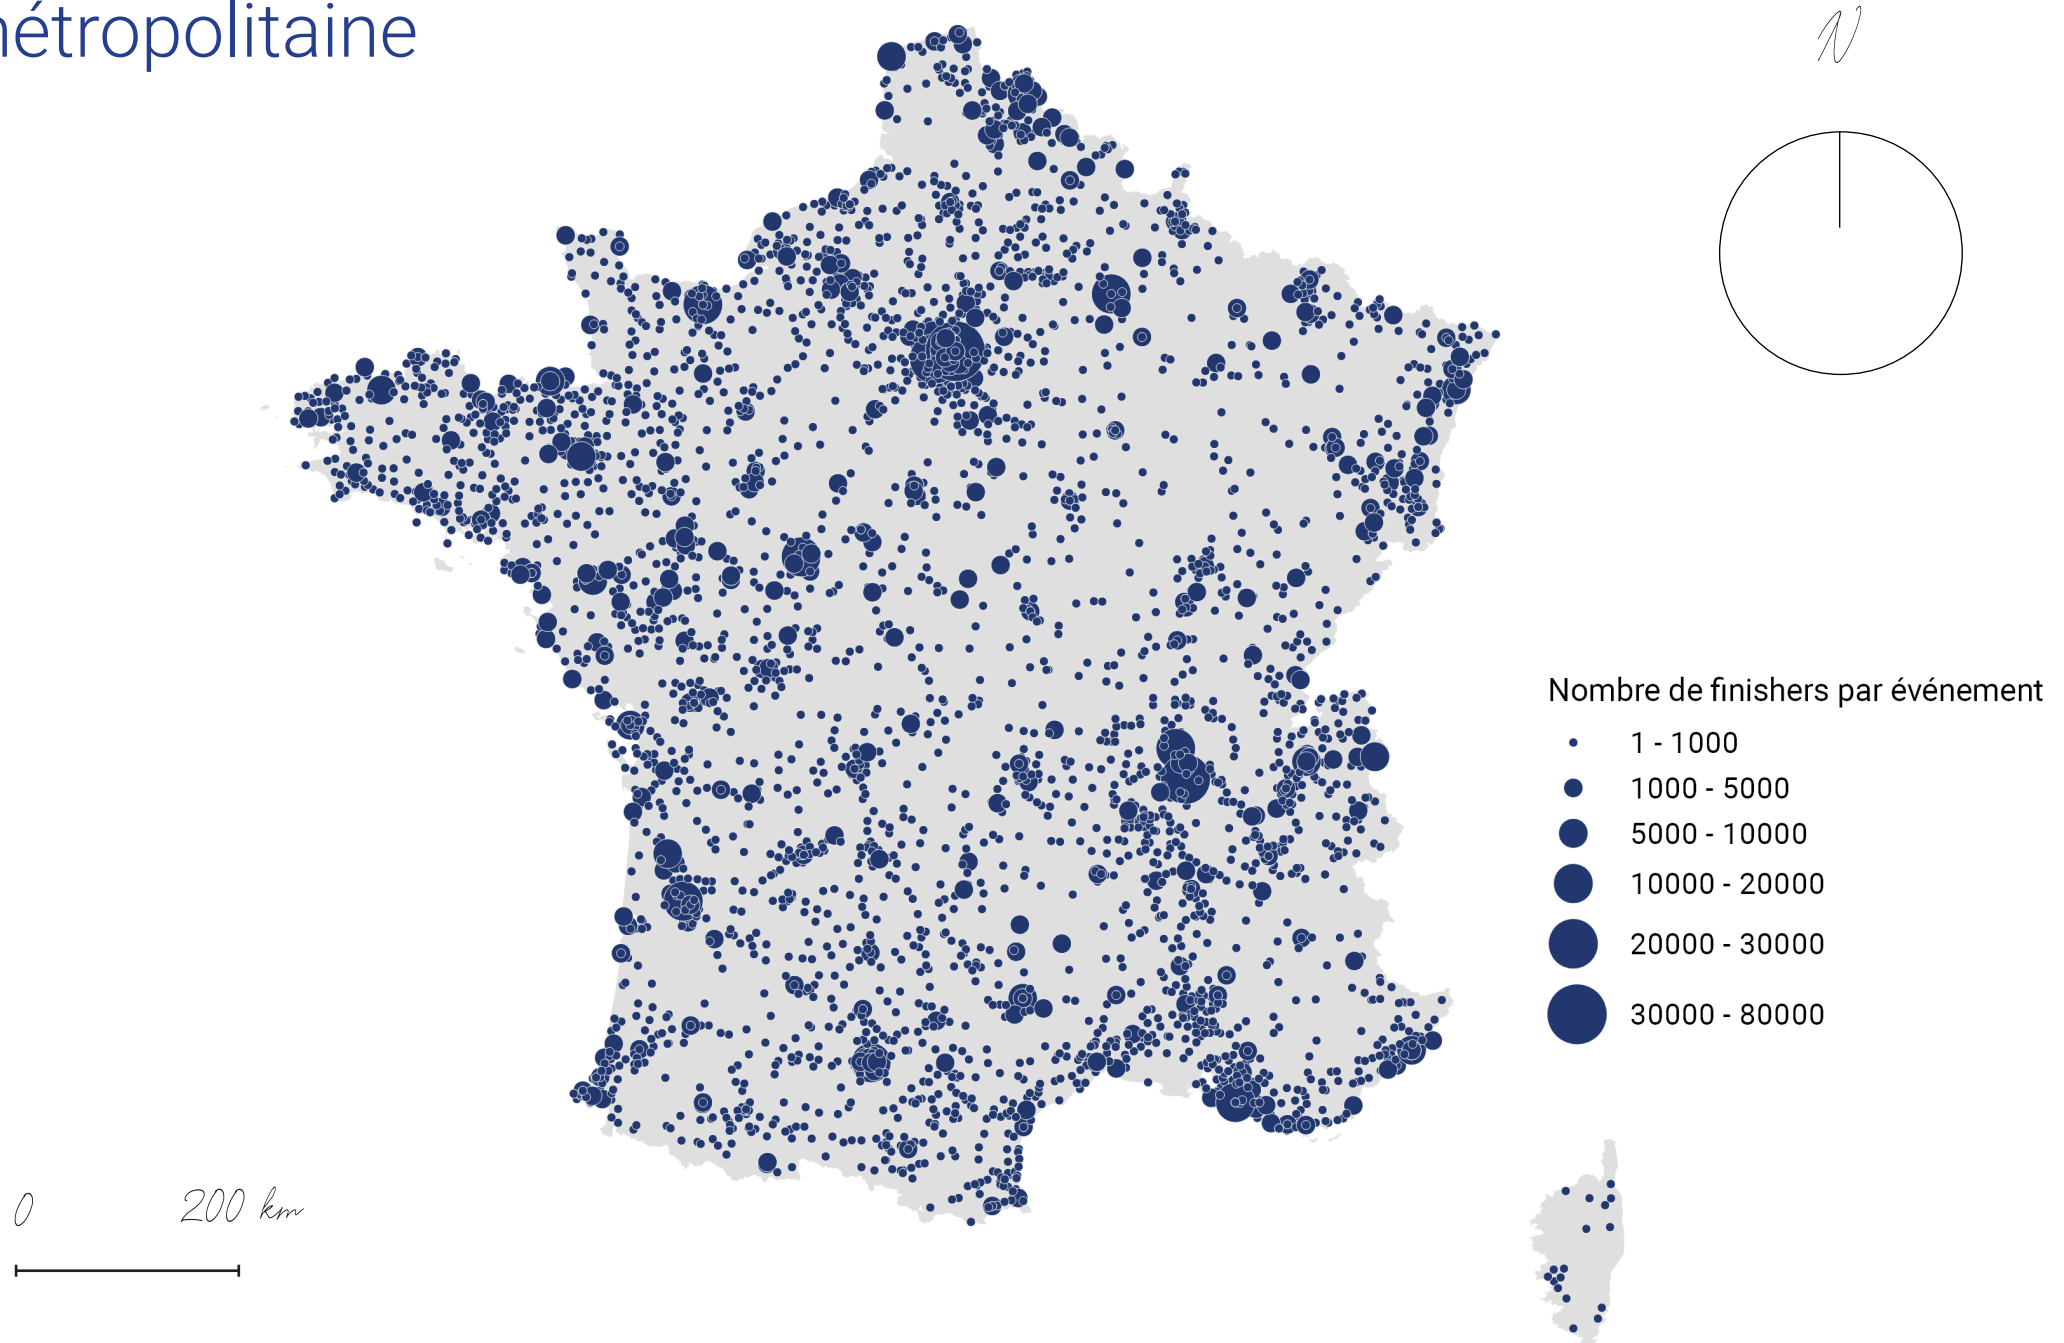 métropolitaine
N
Nombre de finishers par événement
1 - 1000
1000 - 5000
5000 - 10000
10000 - 20000
20000 - 30000
30000 - 80000
0 200 km